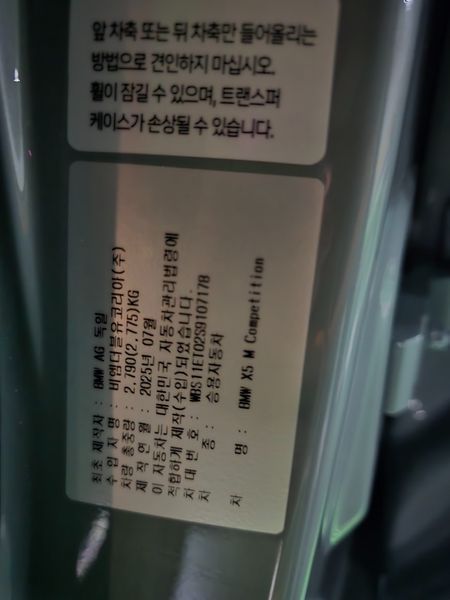 앞 차축 또는 뒤 차축만 들어올리는
방법으로 견인하지 마십시오.
휠이 잠길 수 있으며, 트랜스퍼
케이스가 손상될 수 있습니다.
최초 제작자 : BMW AG 독일
수입 자 명 : 비엠더블유코리아(주)
차량 총중량 : 2,790(2,775)KG
제 작 연 월 : 2025년 07월
이 자동차는 대한민국 자동차관리법령에
적합하게 제작(수입)되었습니다.
차 대 번 호 : WBS11ET02S9107178
차 종 : 승용자동차
차 명 : BMW X5 M Competition